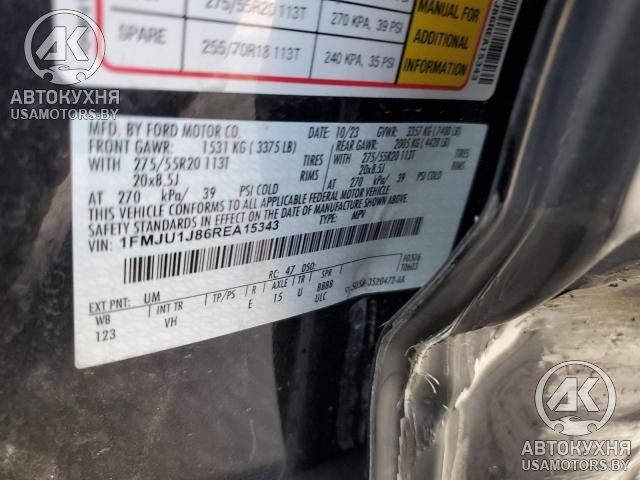 275/55R20 113T
270 KPA, 39 PSI
SPARE
255/70R18 113T
240 KPA, 35 PSI
MANUAL FOR
ADDITIONAL
INFORMATION
АК
АВТОКУХНЯ
USAMOTORS.BY
MFD. BY FORD MOTOR CO.
DATE: 10/23 GVWR: 3357 KG (7400 LB)
FRONT GAWR: 1531 KG (3375 LB)
REAR GAWR: 2005 KG (4420 LB)
WITH 275/55R20 113T TIRES
WITH 275/55R20 113T TIRES
20x8.5J RIMS
20x8.5J RIMS
AT 270 kPa/ 39 PSI COLD
AT 270 kPa/ 39 PSI COLD
THIS VEHICLE CONFORMS TO ALL APPLICABLE FEDERAL MOTOR VEHICLE
SAFETY STANDARDS IN EFFECT ON THE DATE OF MANUFACTURE SHOWN ABOVE.
VIN: 1FMJU1J86REA15343
TYPE: MPV
F0306
T0603
EXT PNT: UM RC: 47 DSO:
WB INT TR TP/PS R AXLE TR SPR
123 VH E 15 U BBBB
ULC
3520472-AA
АК
АВТОКУХНЯ
USAMOTORS.BY